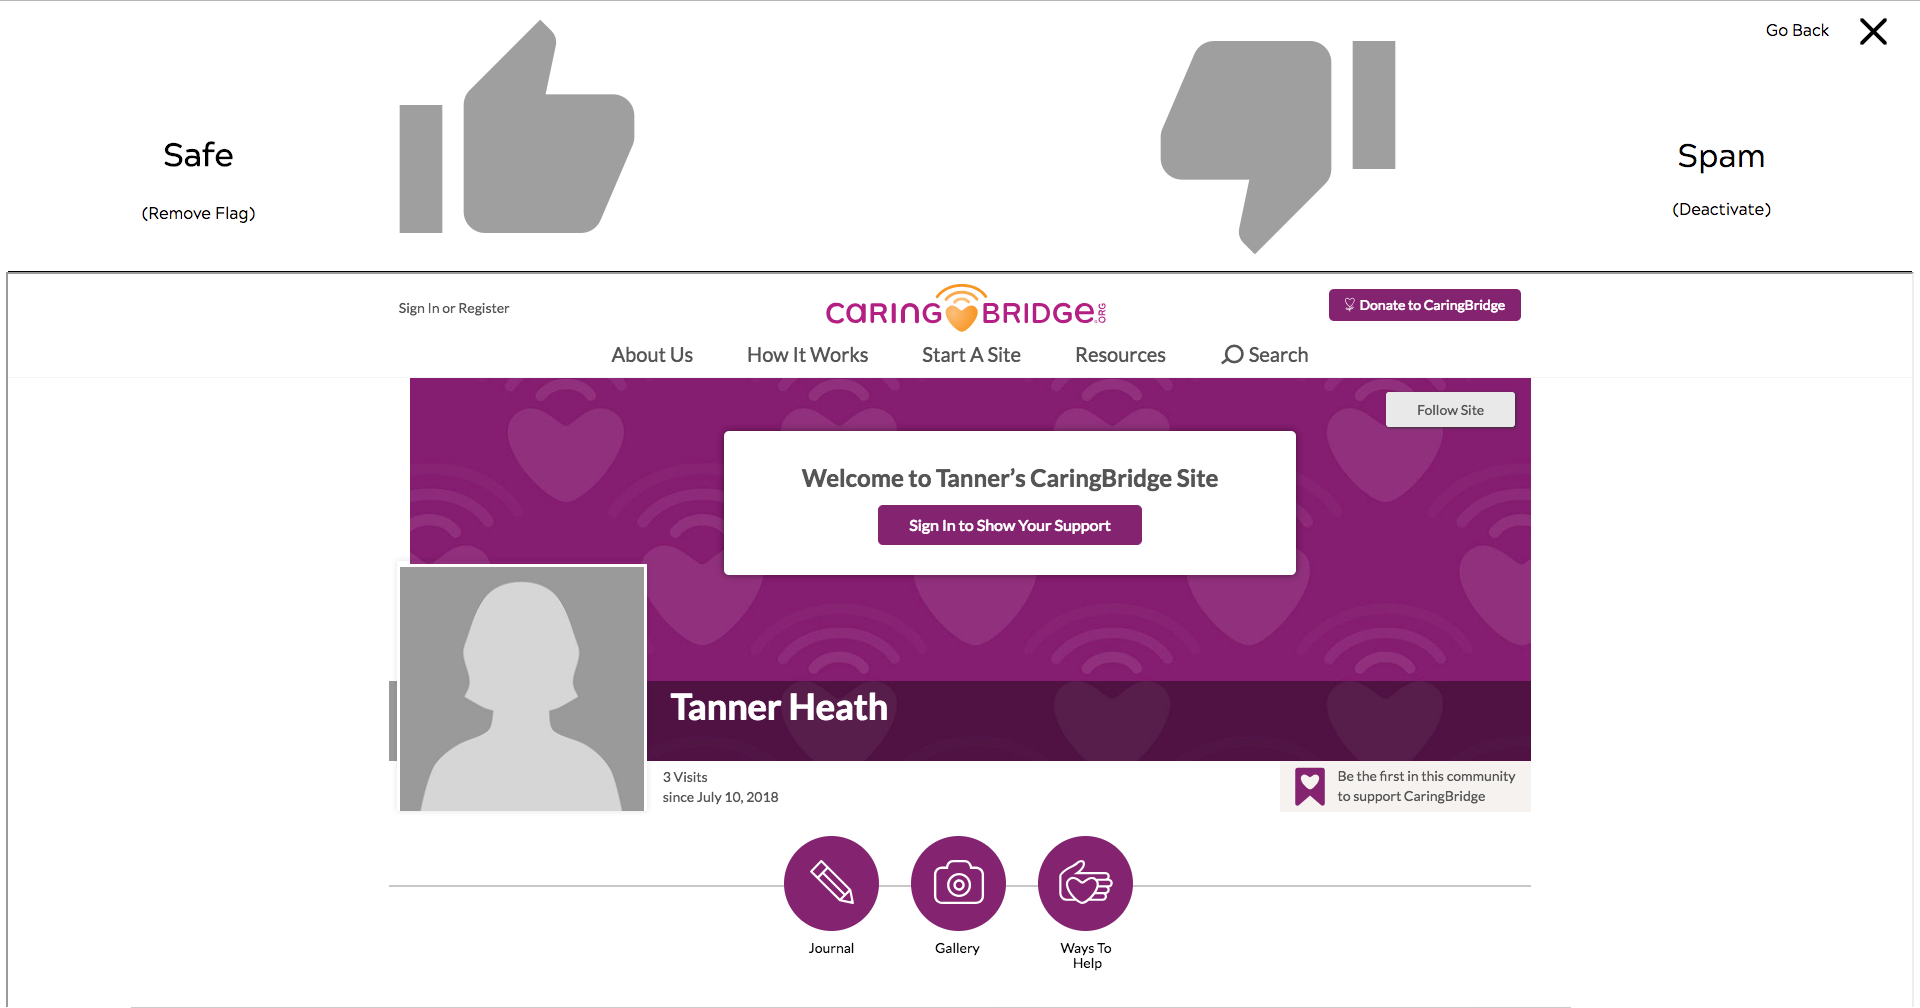 Go Back
Safe
(Remove Flag)
Spam
(Deactivate)
Sign In or Register
CARING BRIDGE.ORG
Donate to CaringBridge
About Us How It Works Start A Site Resources Search
Follow Site
Welcome to Tanner’s CaringBridge Site
Sign In to Show Your Support
Tanner Heath
3 Visits
since July 10, 2018
Be the first in this community
to support CaringBridge
Journal
Gallery
Ways To
Help